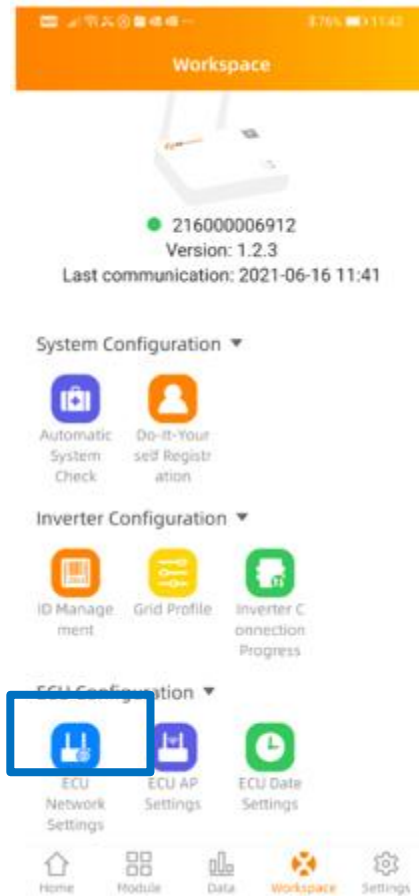 Workspace
216000006912
Version: 1.2.3
Last communication: 2021-06-16 11:41
System Configuration ▼
Automatic System Check
Do-It-Your self Registr ation
Inverter Configuration ▼
ID Manage ment
Grid Profile
Inverter C onnection Progress
ECU Configuration ▼
ECU Network Settings
ECU AP Settings
ECU Date Settings
Home
Module
Data
Workspace
Settings